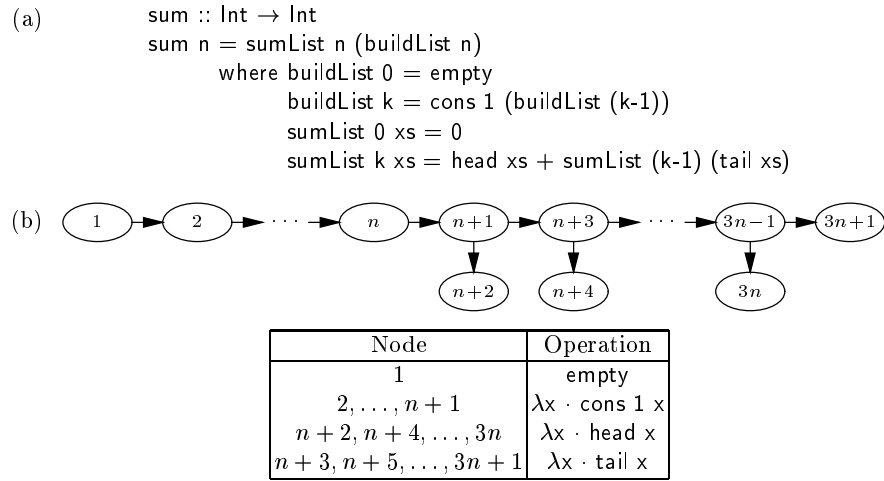 (a)
sum :: Int → Int
sum n = sumList n (buildList n)
where buildList 0 = empty
buildList k = cons 1 (buildList (k-1))
sumList 0 xs = 0
sumList k xs = head xs + sumList (k-1) (tail xs)
(b) 1 2 · · · n n+1 n+3 · · · 3n−1 3n+1
n+2 n+4 3n
Node Operation
1 empty
2, . . . , n + 1 λx · cons 1 x
n + 2, n + 4, . . . , 3n λx · head x
n + 3, n + 5, . . . , 3n + 1 λx · tail x